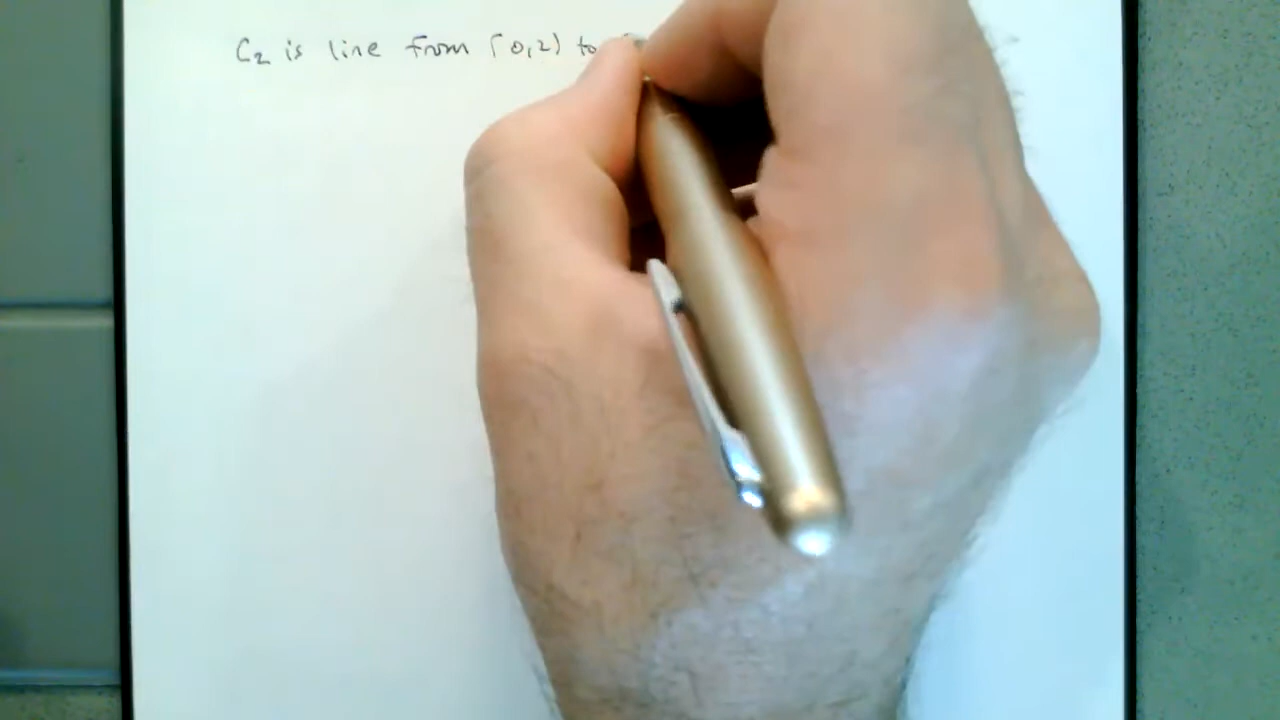 C₂ is line from (0,2) to